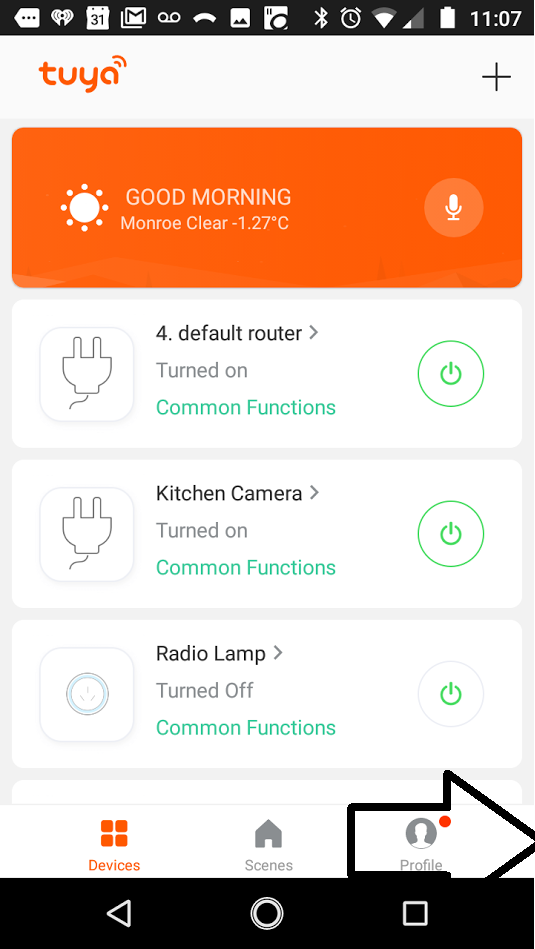 31
11:07
tuya
GOOD MORNING
Monroe Clear -1.27°C
4. default router
Turned on
Common Functions
Kitchen Camera
Turned on
Common Functions
Radio Lamp
Turned Off
Common Functions
Devices
Scenes
Profile